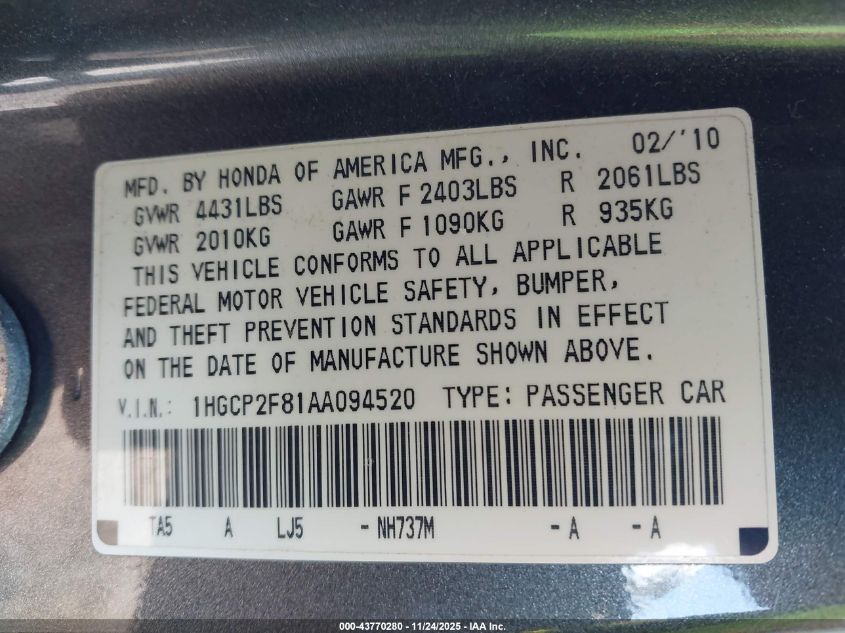 MFD. BY HONDA OF AMERICA MFG., INC. 02/'10
GVWR 4431LBS GAWR F 2403LBS R 2061LBS
GVWR 2010KG GAWR F 1090KG R 935KG
THIS VEHICLE CONFORMS TO ALL APPLICABLE
FEDERAL MOTOR VEHICLE SAFETY, BUMPER,
AND THEFT PREVENTION STANDARDS IN EFFECT
ON THE DATE OF MANUFACTURE SHOWN ABOVE.
V.I.N.: 1HGCP2F81AA094520 TYPE: PASSENGER CAR
TA5 A LJ5 - NH737M - A - A
000-43770280 - 11/24/2025 - IAA Inc.